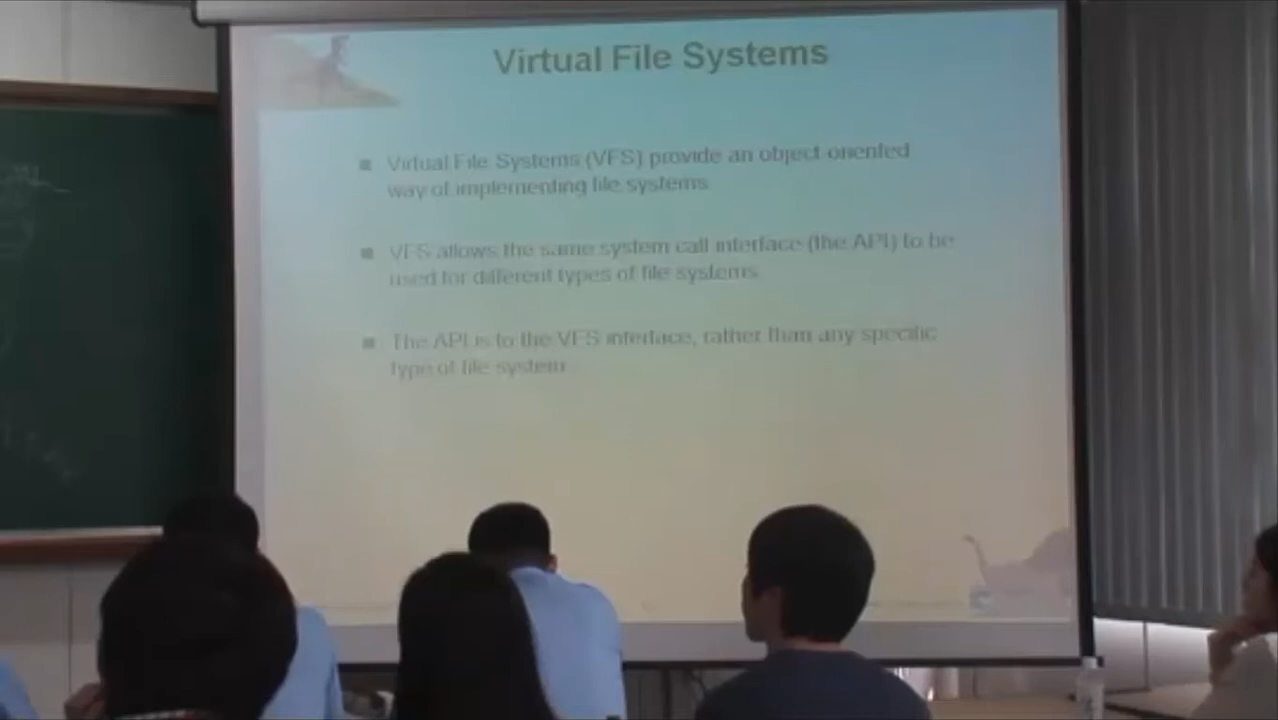 Virtual File Systems
■ Virtual File Systems (VFS) provide an object-oriented
way of implementing file systems.
■ VFS allows the same system call interface (the API) to be
used for different types of file systems.
■ The API is to the VFS interface, rather than any specific
type of file system.